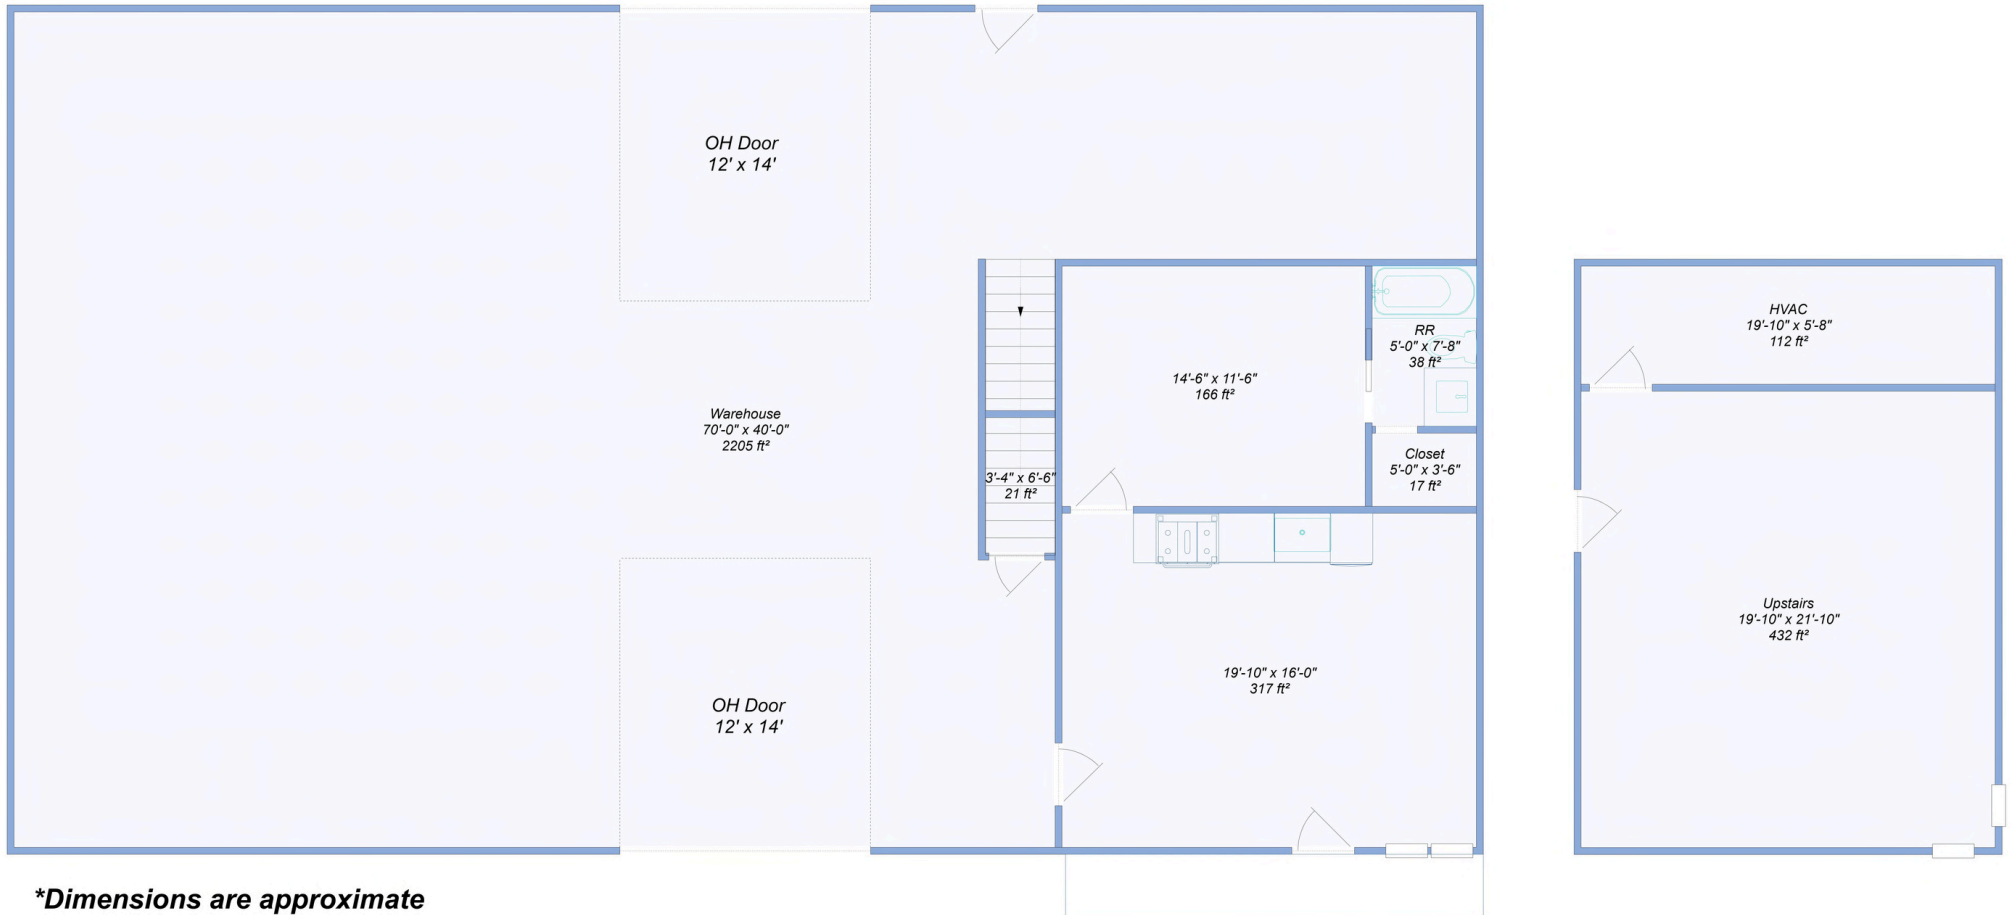 OH Door
12' x 14'
HVAC
19'-10" x 5'-8"
112 ft²
RR
5'-0" x 7'-8"
38 ft²
14'-6" x 11'-6"
166 ft²
Warehouse
70'-0" x 40'-0"
2205 ft²
Closet
5'-0" x 3'-6"
17 ft²
3'-4" x 6'-6"
21 ft²
Upstairs
19'-10" x 21'-10"
432 ft²
19'-10" x 16'-0"
317 ft²
OH Door
12' x 14'
*Dimensions are approximate